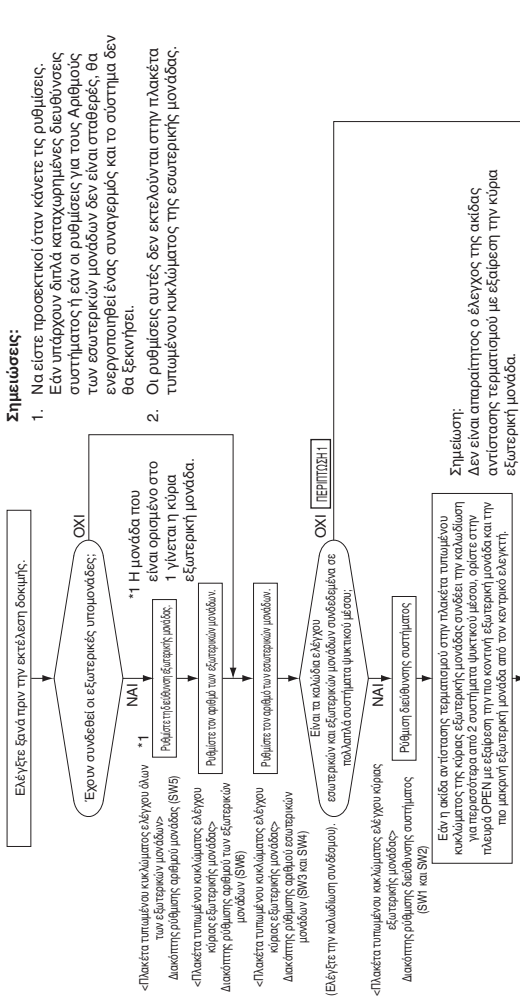 Ελέγξτε ξανά πριν την εκτέλεση δοκιμής.
Σημειώσεις:
1. Να είστε προσεκτικοί όταν κάνετε τις ρυθμίσεις.
Εάν υπάρχουν διπλά καταχωρημένες διευθύνσεις
συστήματος ή εάν οι ρυθμίσεις για τους Αριθμούς
των εσωτερικών μονάδων δεν είναι σταθερές, θα
ενεργοποιηθεί ένας συναγερμός και το σύστημα δεν
θα ξεκινήσει.
2. Οι ρυθμίσεις αυτές δεν εκτελούνται στην πλακέτα
τυπωμένου κυκλώματος της εσωτερικής μονάδας.
Έχουν συνδεθεί οι εξωτερικές υπομονάδες;
ΟΧΙ
ΝΑΙ
<Πλακέτα τυπωμένου κυκλώματος ελέγχου όλων
των εξωτερικών μονάδων>
Διακόπτης ρύθμισης αριθμού μονάδας (SW5)
*1
Ρυθμίστε τη διεύθυνση εξωτερικής μονάδας.
*1 Η μονάδα που
είναι ορισμένο στο
1 γίνεται η κύρια
εξωτερική μονάδα.
<Πλακέτα τυπωμένου κυκλώματος ελέγχου
κύριας εξωτερικής μονάδας>
Διακόπτης ρύθμισης αριθμού των εξωτερικών
μονάδων (SW6)
Ρυθμίστε τον αριθμό των εξωτερικών μονάδων.
<Πλακέτα τυπωμένου κυκλώματος ελέγχου
κύριας εξωτερικής μονάδας>
Διακόπτης ρύθμισης αριθμού εσωτερικών
μονάδων (SW3 και SW4)
Ρυθμίστε τον αριθμό των εσωτερικών μονάδων.
(Ελέγξτε την καλωδίωση συνδέσμου).
Είναι τα καλώδια ελέγχου
εσωτερικών και εξωτερικών μονάδων συνδεδεμένα σε
πολλαπλά συστήματα ψυκτικού μέσου;
ΟΧΙ
ΠΕΡΙΠΤΩΣΗ 1
ΝΑΙ
<Πλακέτα τυπωμένου κυκλώματος ελέγχου κύριας
εξωτερικής μονάδας>
Διακόπτης ρύθμισης διεύθυνσης συστήματος
(SW1 και SW2)
Ρύθμιση διεύθυνσης συστήματος
Εάν η ακίδα αντίστασης τερματισμού στην πλακέτα τυπωμένου
κυκλώματος της κύριας εξωτερικής μονάδας συνδέει την καλωδίωση
για περισσότερα από 2 συστήματα ψυκτικού μέσου, ορίστε στην
πλευρά OPEN με εξαίρεση την πιο κοντινή εξωτερική μονάδα και την
πιο μακρινή εξωτερική μονάδα από τον κεντρικό ελεγκτή.
Σημείωση:
Δεν είναι απαραίτητος ο έλεγχος της ακίδας
αντίστασης τερματισμού με εξαίρεση την κύρια
εξωτερική μονάδα.